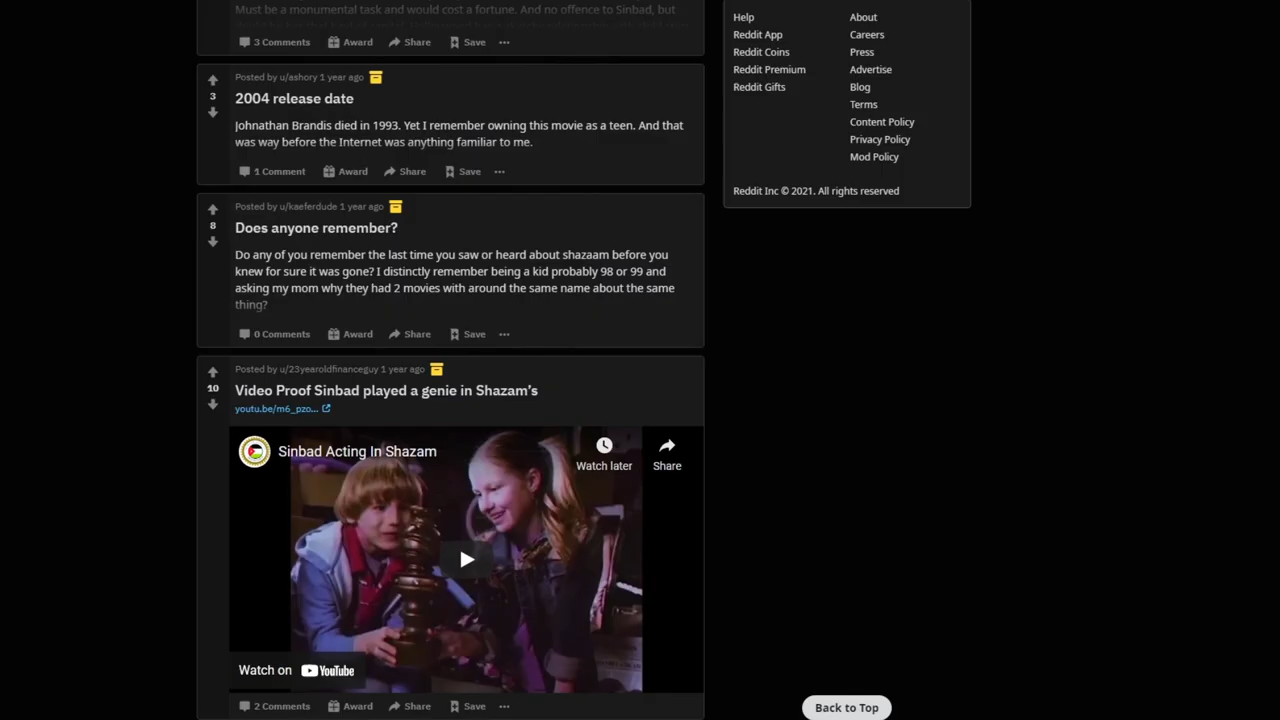 Must be a monumental task and would cost a fortune. And no offence to Sinbad, but
3 Comments Award Share Save
Posted by u/ashory 1 year ago
3
2004 release date
Johnathan Brandis died in 1993. Yet I remember owning this movie as a teen. And that
was way before the Internet was anything familiar to me.
1 Comment Award Share Save
Posted by u/kaeferdude 1 year ago
8
Does anyone remember?
Do any of you remember the last time you saw or heard about shazaam before you
knew for sure it was gone? I distinctly remember being a kid probably 98 or 99 and
asking my mom why they had 2 movies with around the same name about the same
thing?
0 Comments Award Share Save
Posted by u/23yearoldfinanceguy 1 year ago
10
Video Proof Sinbad played a genie in Shazam's
youtu.be/m6_pzo...
Sinbad Acting In Shazam
Watch later
Share
Watch on YouTube
2 Comments Award Share Save
Help
Reddit App
Reddit Coins
Reddit Premium
Reddit Gifts
About
Careers
Press
Advertise
Blog
Terms
Content Policy
Privacy Policy
Mod Policy
Reddit Inc © 2021. All rights reserved
Back to Top